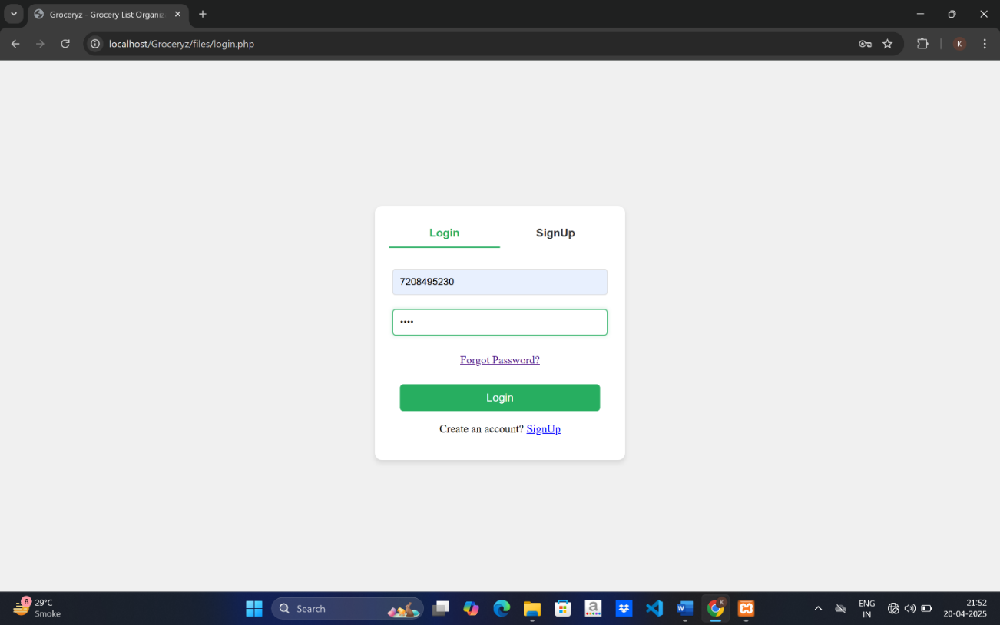 Groceryz - Grocery List Organiz
localhost/Groceryz/files/login.php
K
Login
SignUp
7208495230
••••
Forgot Password?
Login
Create an account? SignUp
8
29°C
Smoke
Search
ENG
IN
21:52
20-04-2025